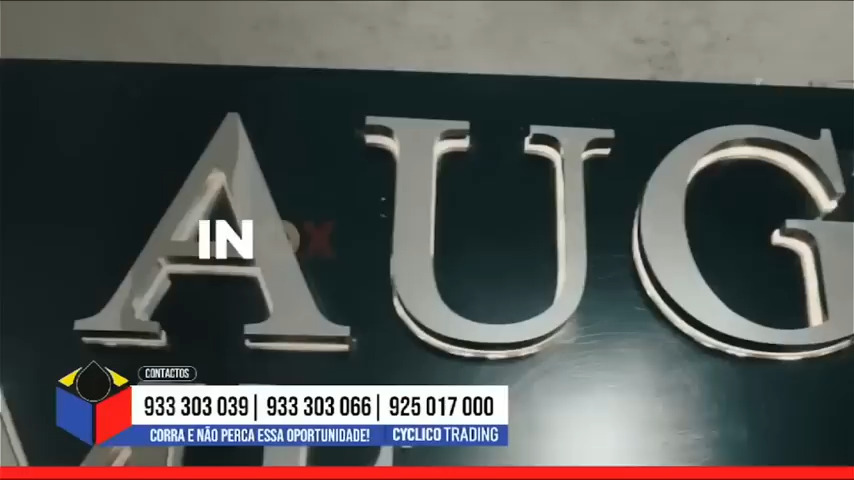 AUG
IN
CONTACTOS
933 303 039 | 933 303 066 | 925 017 000
CORRA E NÃO PERCA ESSA OPORTUNIDADE! CYCLICO TRADING